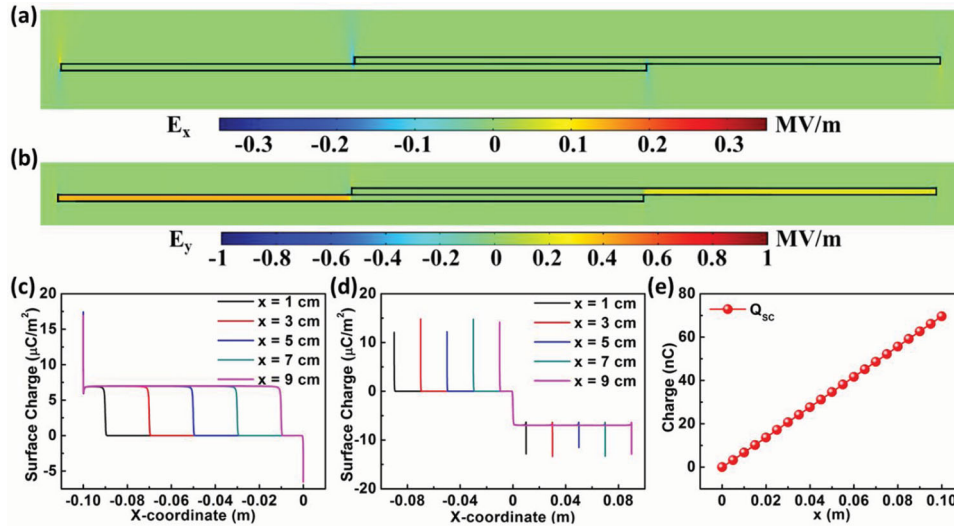 (a)
E_x -0.3 -0.2 -0.1 0 0.1 0.2 0.3 MV/m
(b)
E_y -1 -0.8 -0.6 -0.4 -0.2 0 0.2 0.4 0.6 0.8 1 MV/m
(c)
Surface Charge (μC/m²)
20
15
10
5
0
-5
x = 1 cm
x = 3 cm
x = 5 cm
x = 7 cm
x = 9 cm
-0.10 -0.08 -0.06 -0.04 -0.02 0
X-coordinate (m)
(d)
Surface Charge (μC/m²)
20
10
0
-10
-20
x = 1 cm
x = 3 cm
x = 5 cm
x = 7 cm
x = 9 cm
-0.08 -0.04 0 0.04 0.08
X-coordinate (m)
(e)
Charge (nC)
80
60
40
20
0
Q_SC
0 0.02 0.04 0.06 0.08 0.10
x (m)